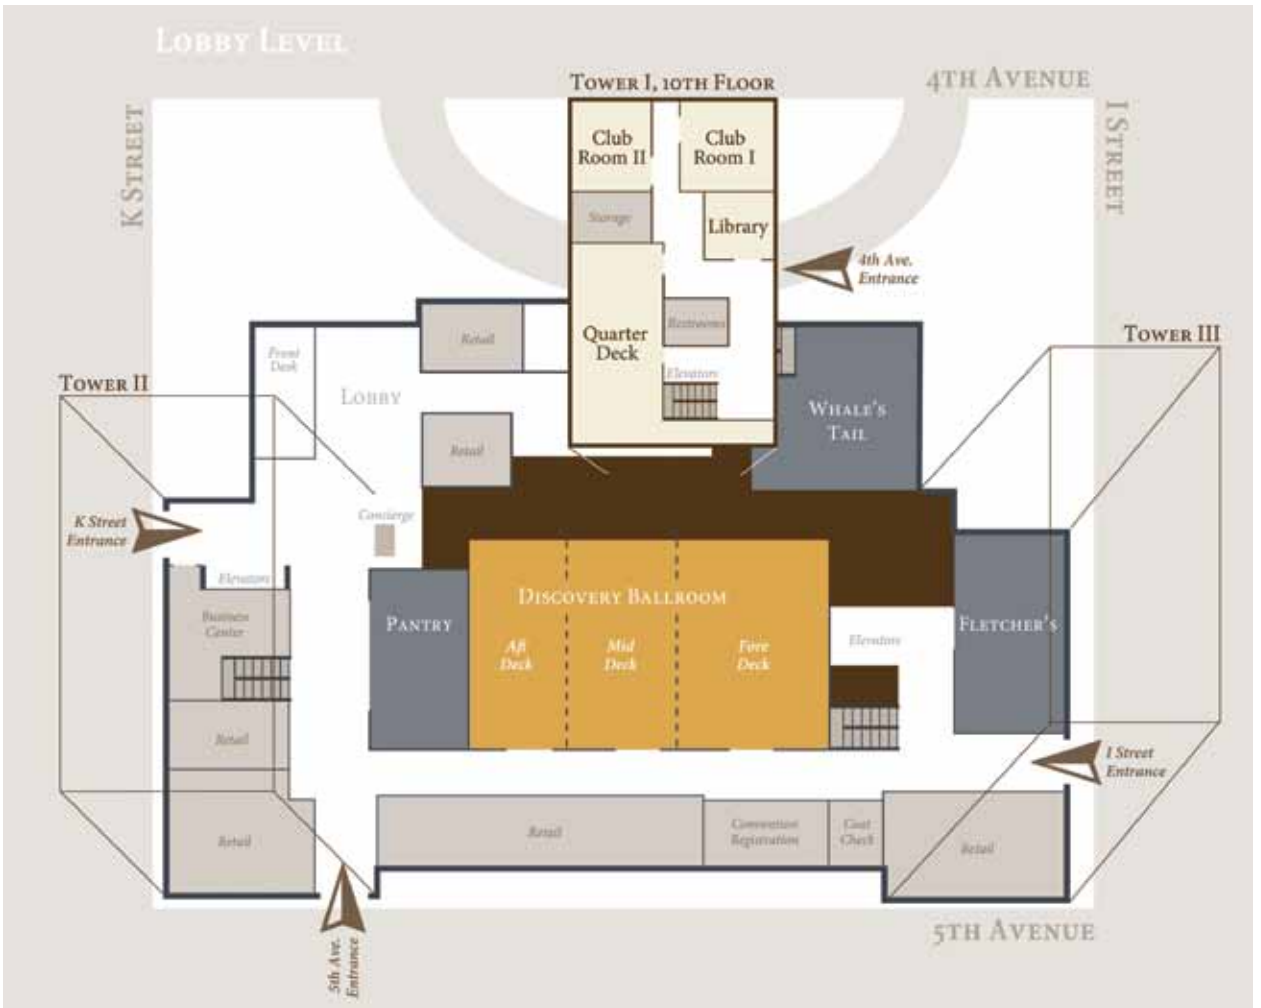 LOBBY LEVEL
TOWER I, 10TH FLOOR
4TH AVENUE
K STREET
I STREET
Club
Room II
Club
Room I
Storage
Library
4th Ave.
Entrance
Quarter
Deck
Restrooms
Elevators
Retail
Front
Desk
TOWER II
TOWER III
LOBBY
WHALE'S
TAIL
Retail
K Street
Entrance
Concierge
Elevators
Business
Center
PANTRY
DISCOVERY BALLROOM
Aft
Deck
Mid
Deck
Fore
Deck
Elevators
FLETCHER'S
Retail
I Street
Entrance
Retail
Retail
Convention
Registration
Coat
Check
Retail
5th Ave.
Entrance
5TH AVENUE